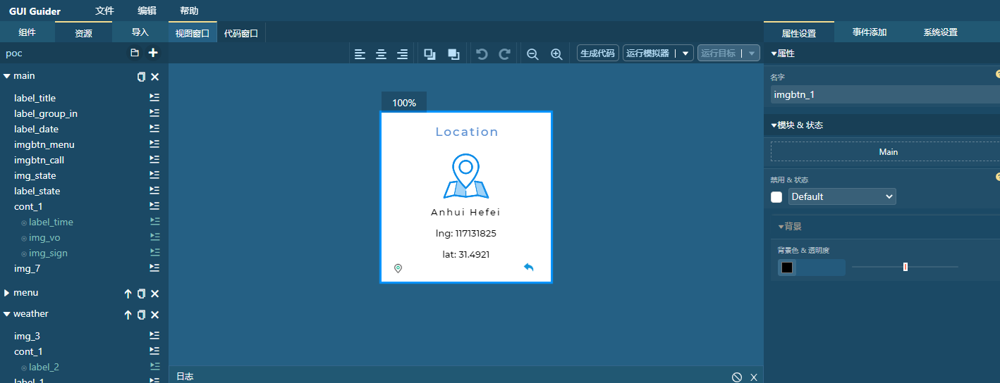 GUI Guider 文件 编辑 帮助
组件 资源 导入 视图窗口 代码窗口 属性设置 事件添加 系统设置
poc 生成代码 运行模拟器 运行目标 属性
main
名字
label_title
imgbtn_1
label_group_in
label_date
模块 & 状态
imgbtn_menu
Main
imgbtn_call
img_state
禁用 & 状态
label_state
Default
cont_1
label_time
背景
img_vo
背景色 & 透明度
img_sign
img_7
menu
weather
img_3
cont_1
label_2
label_1
100%
Location
Anhui Hefei
lng: 117131825
lat: 31.4921
日志